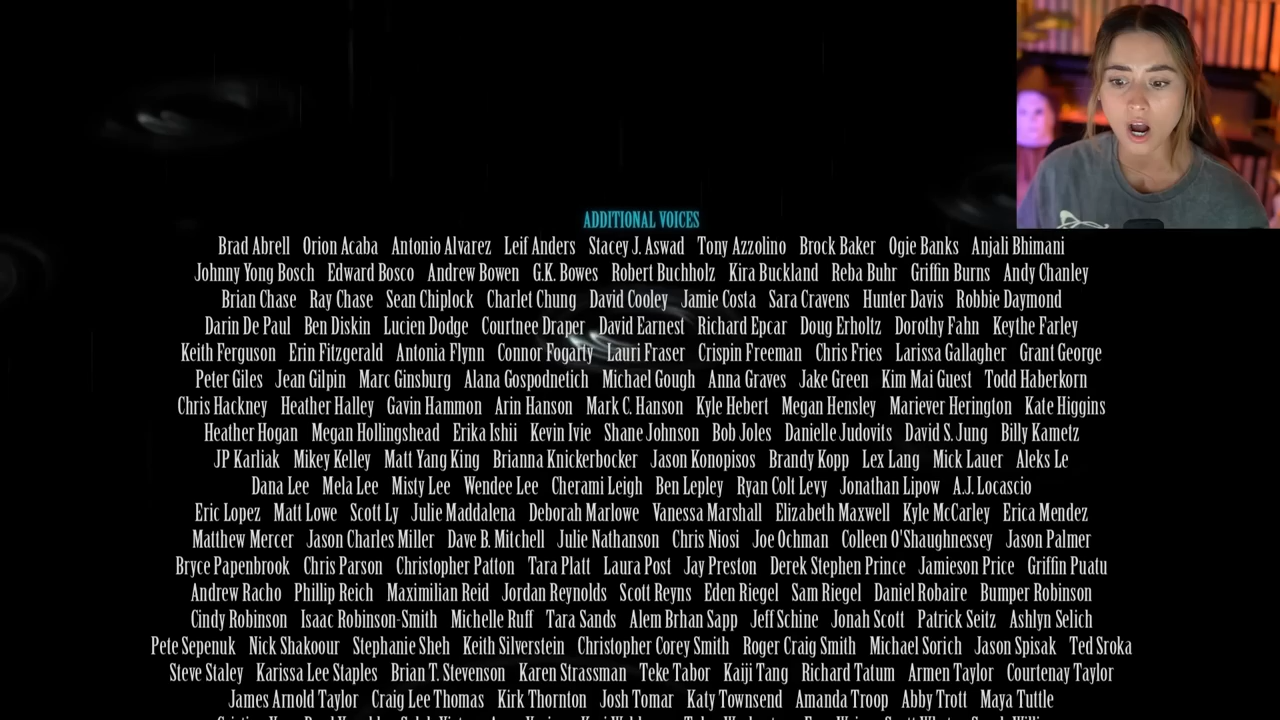 ADDITIONAL VOICES
Brad Abrell Orion Acaba Antonio Alvarez Leif Anders Stacey J. Aswad Tony Azzolino Brock Baker Ogie Banks Anjali Bhimani
Johnny Yong Bosch Edward Bosco Andrew Bowen G.K. Bowes Robert Buchholz Kira Buckland Reba Buhr Griffin Burns Andy Chanley
Brian Chase Ray Chase Sean Chiplock Charlet Chung David Cooley Jamie Costa Sara Cravens Hunter Davis Robbie Daymond
Darin De Paul Ben Diskin Lucien Dodge Courtnee Draper David Earnest Richard Epcar Doug Erholtz Dorothy Fahn Keythe Farley
Keith Ferguson Erin Fitzgerald Antonia Flynn Connor Fogarty Lauri Fraser Crispin Freeman Chris Fries Larissa Gallagher Grant George
Peter Giles Jean Gilpin Marc Ginsburg Alana Gospodnetich Michael Gough Anna Graves Jake Green Kim Mai Guest Todd Haberkorn
Chris Hackney Heather Halley Gavin Hammon Arin Hanson Mark C. Hanson Kyle Hebert Megan Hensley Mariever Herington Kate Higgins
Heather Hogan Megan Hollingshead Erika Ishii Kevin Ivie Shane Johnson Bob Joles Danielle Judovits David S. Jung Billy Kametz
JP Karliak Mikey Kelley Matt Yang King Brianna Knickerbocker Jason Konopisos Brandy Kopp Lex Lang Mick Lauer Aleks Le
Dana Lee Mela Lee Misty Lee Wendee Lee Cherami Leigh Ben Lepley Ryan Colt Levy Jonathan Lipow A.J. Locascio
Eric Lopez Matt Lowe Scott Ly Julie Maddalena Deborah Marlowe Vanessa Marshall Elizabeth Maxwell Kyle McCarley Erica Mendez
Matthew Mercer Jason Charles Miller Dave B. Mitchell Julie Nathanson Chris Niosi Joe Ochman Colleen O'Shaughnessey Jason Palmer
Bryce Papenbrook Chris Parson Christopher Patton Tara Platt Laura Post Jay Preston Derek Stephen Prince Jamieson Price Griffin Puatu
Andrew Racho Phillip Reich Maximilian Reid Jordan Reynolds Scott Reyns Eden Riegel Sam Riegel Daniel Robaire Bumper Robinson
Cindy Robinson Isaac Robinson-Smith Michelle Ruff Tara Sands Alem Brhan Sapp Jeff Schine Jonah Scott Patrick Seitz Ashlyn Selich
Pete Sepenuk Nick Shakoour Stephanie Sheh Keith Silverstein Christopher Corey Smith Roger Craig Smith Michael Sorich Jason Spisak Ted Sroka
Steve Staley Karissa Lee Staples Brian T. Stevenson Karen Strassman Teke Tabor Kaiji Tang Richard Tatum Armen Taylor Courtenay Taylor
James Arnold Taylor Craig Lee Thomas Kirk Thornton Josh Tomar Katy Townsend Amanda Troop Abby Trott Maya Tuttle